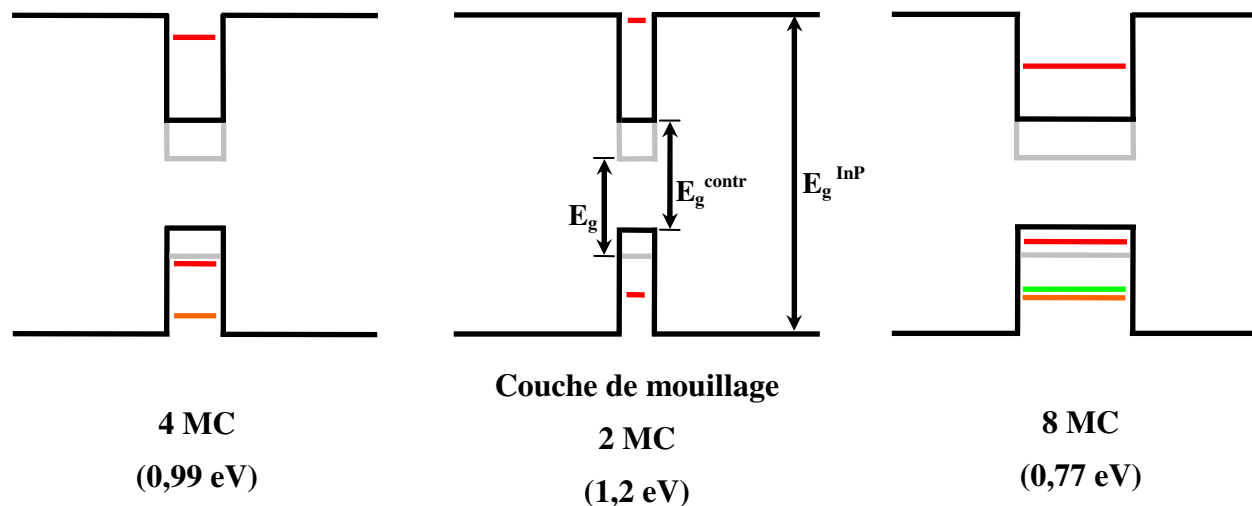 E_g
E_g^contr
E_g^InP
4 MC
(0,99 eV)
Couche de mouillage
2 MC
(1,2 eV)
8 MC
(0,77 eV)